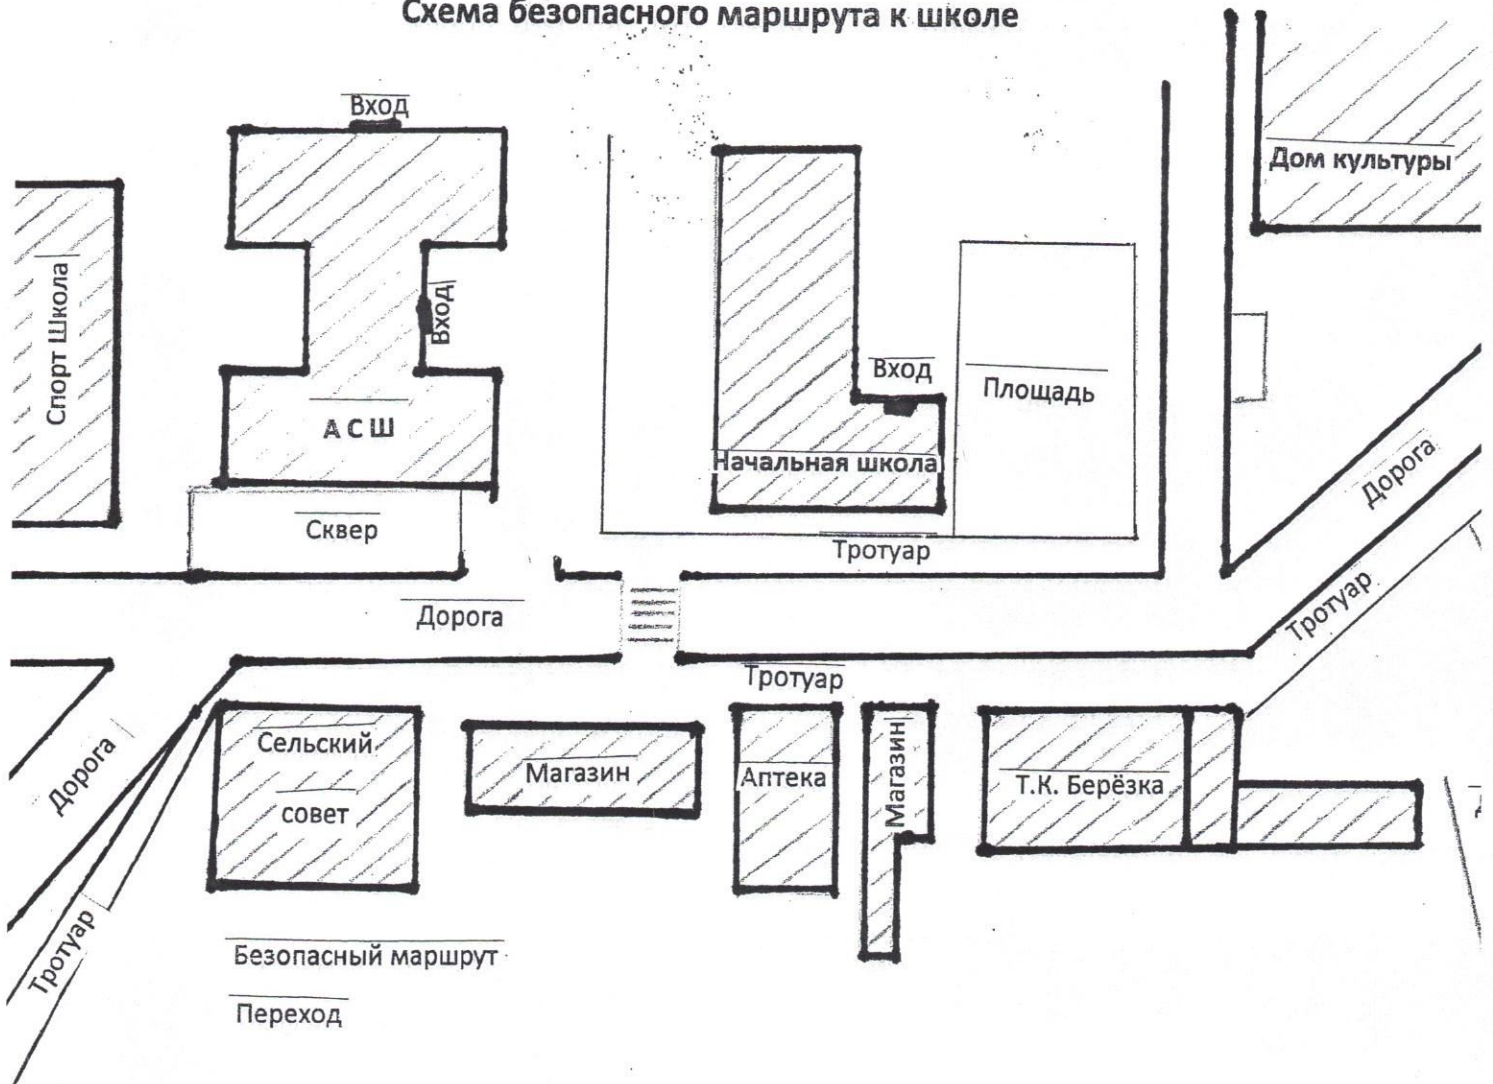 Схема безопасного маршрута к школе
Вход
Дом культуры
Спорт Школа
Вход
Вход
Площадь
А С Ш
Начальная школа
Дорога
Сквер
Тротуар
Дорога
Тротуар
Тротуар
Сельский
совет
Магазин
Аптека
Магазин
Т.К. Берёзка
Дорога
Тротуар
Безопасный маршрут
Переход